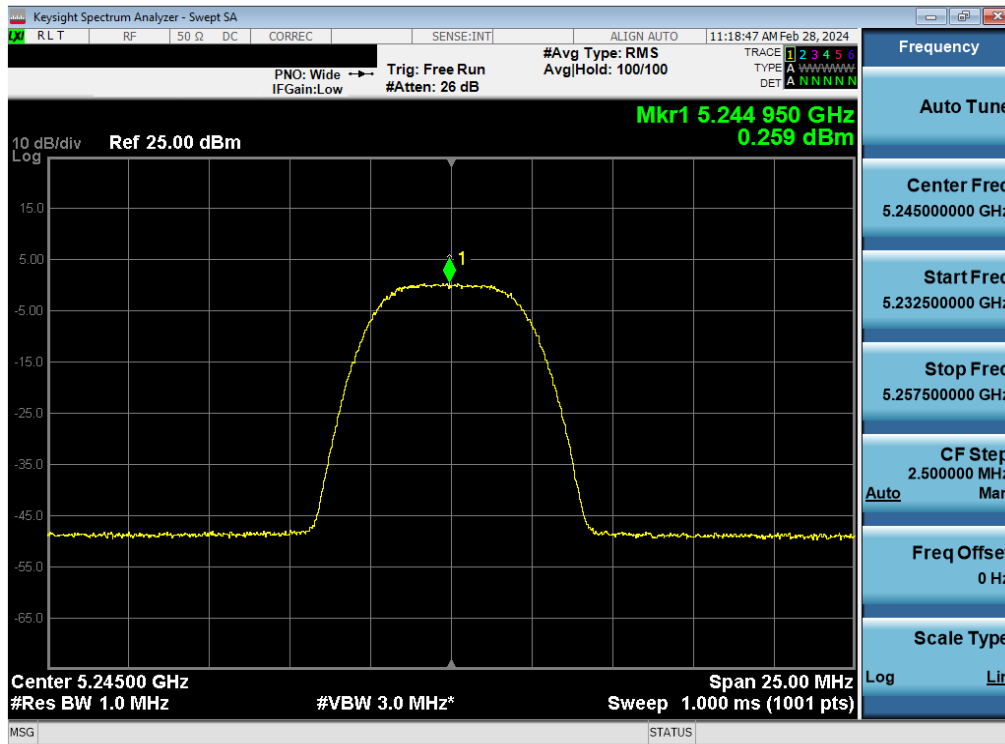 Keysight Spectrum Analyzer - Swept SA
LXI RLT RF 50 Ω DC CORREC SENSE:INT ALIGN AUTO 11:18:47 AM Feb 28, 2024
PNO: Wide
IFGain:Low
Trig: Free Run
#Atten: 26 dB
#Avg Type: RMS
Avg|Hold: 100/100
TRACE 1 2 3 4 5 6
TYPE A WWWWW
DET A N N N N N
Mkr1 5.244 950 GHz
0.259 dBm
10 dB/div Ref 25.00 dBm
Log
15.0
5.00
1
-5.00
-15.0
-25.0
-35.0
-45.0
-55.0
-65.0
Center 5.24500 GHz Span 25.00 MHz
#Res BW 1.0 MHz #VBW 3.0 MHz* Sweep 1.000 ms (1001 pts)
MSG STATUS
Frequency
Auto Tune
Center Freq
5.245000000 GHz
Start Freq
5.232500000 GHz
Stop Freq
5.257500000 GHz
CF Step
2.500000 MHz
Auto Man
Freq Offset
0 Hz
Scale Type
Log Lin